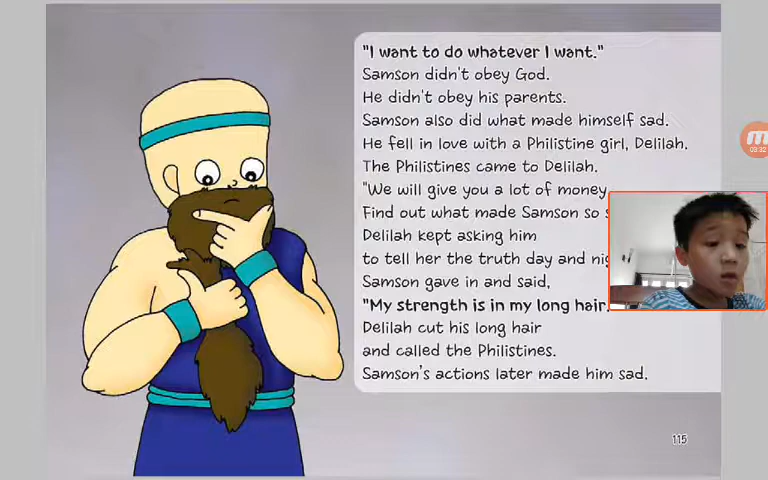 "I want to do whatever I want."
Samson didn't obey God.
He didn't obey his parents.
Samson also did what made himself sad.
He fell in love with a Philistine girl, Delilah.
The Philistines came to Delilah.
"We will give you a lot of money
Find out what made Samson so
Delilah kept asking him
to tell her the truth day and
Samson gave in and said,
"My strength is in my long hair.
Delilah cut his long hair
and called the Philistines.
Samson's actions later made him sad.
115
03:32